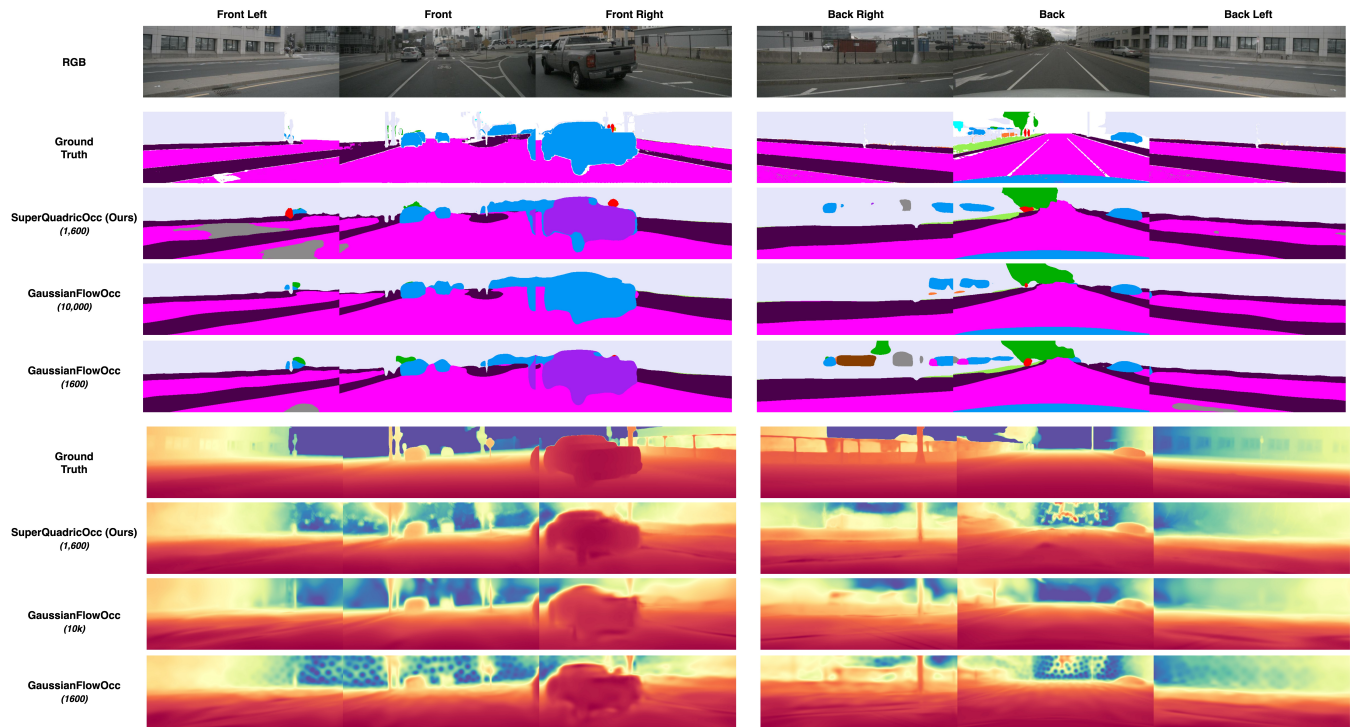 Front Left
Front
Front Right
Back Right
Back
Back Left
RGB
Ground
Truth
SuperQuadricOcc (Ours)
(1,600)
GaussianFlowOcc
(10,000)
GaussianFlowOcc
(1600)
Ground
Truth
SuperQuadricOcc (Ours)
(1,600)
GaussianFlowOcc
(10k)
GaussianFlowOcc
(1600)